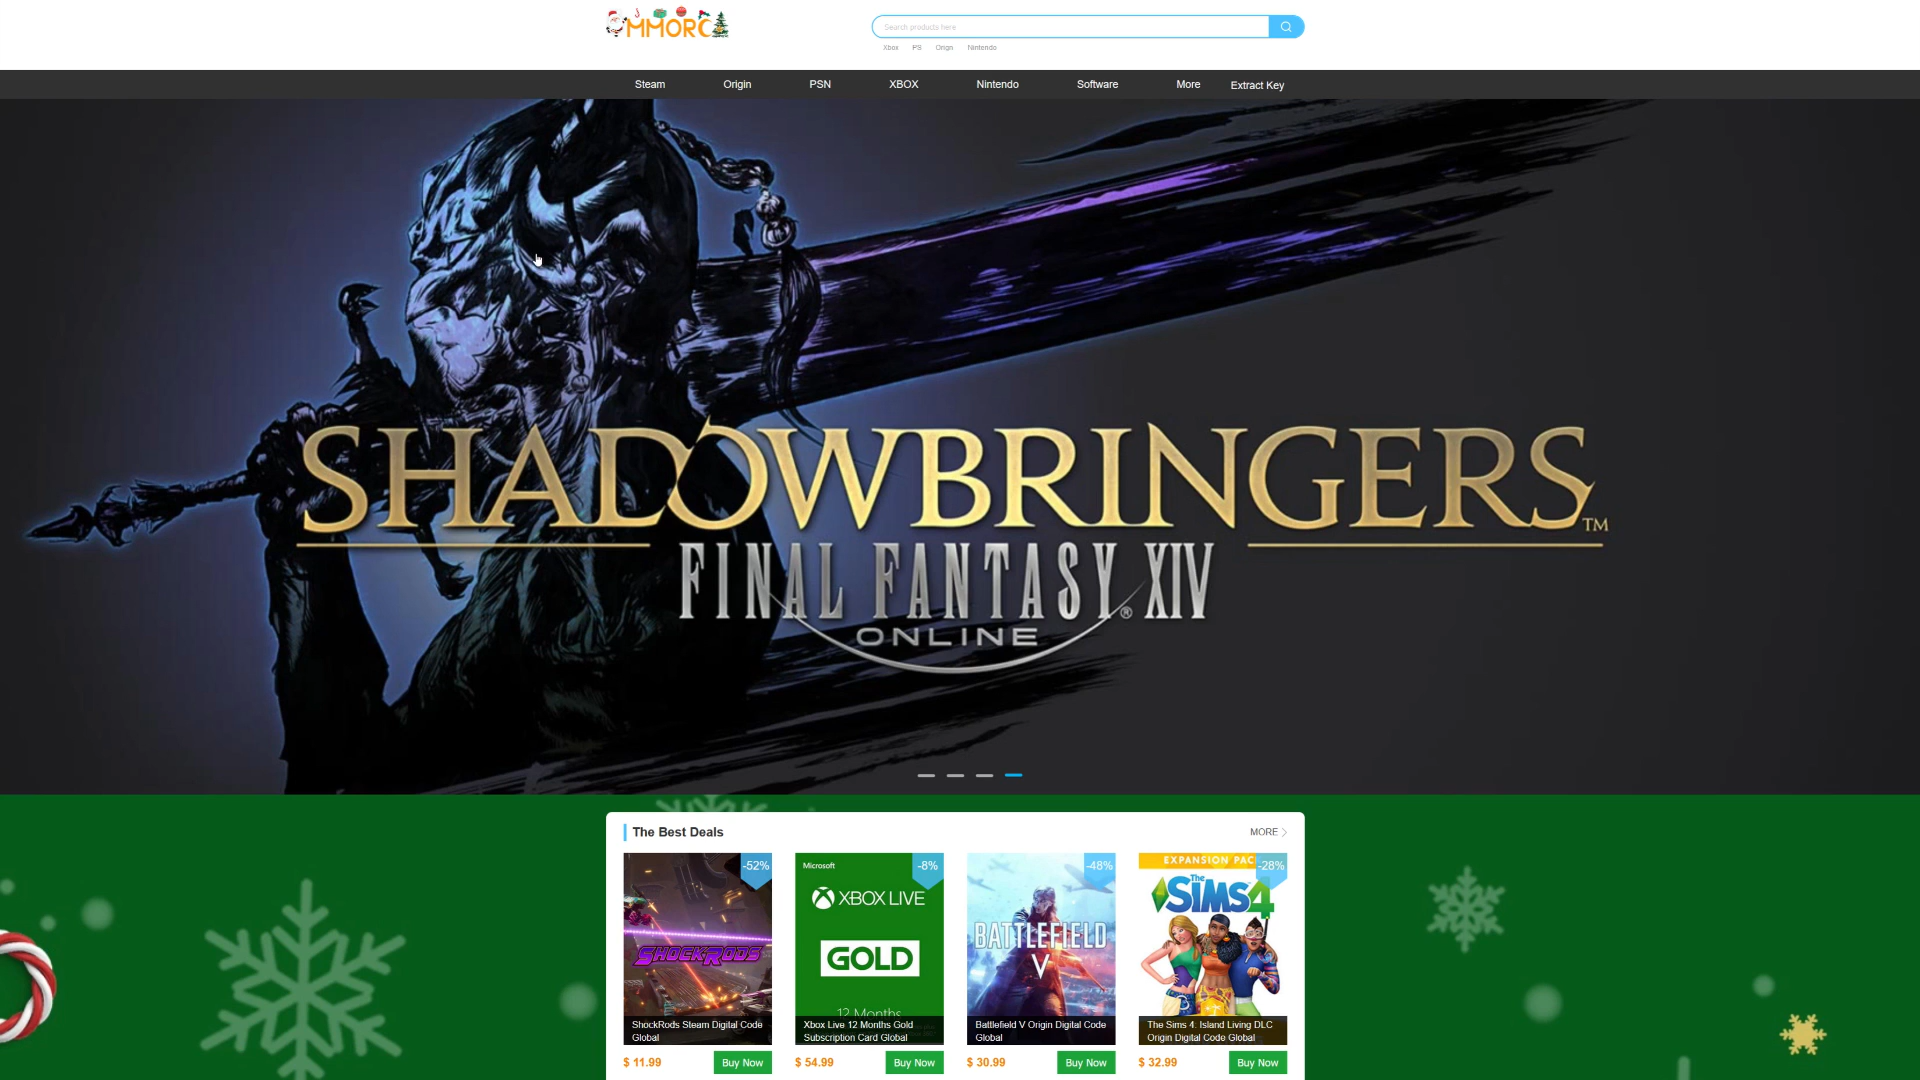 MMORC
Search products here
Xbox PS Origin Nintendo
Steam Origin PSN XBOX Nintendo Software More Extract Key
SHADOWBRINGERS™
FINAL FANTASY® XIV
ONLINE
The Best Deals
MORE
-52%
SHOCKRODS
ShockRods Steam Digital Code
Global
$ 11.99
Buy Now
Microsoft
-8%
XBOX LIVE
GOLD
12 Months
Xbox Live 12 Months Gold
Subscription Card Global
$ 54.99
Buy Now
-48%
BATTLEFIELD
V
Battlefield V Origin Digital Code
Global
$ 30.99
Buy Now
EXPANSION PAC
-28%
The
SIMS4
The Sims 4: Island Living DLC
Origin Digital Code Global
$ 32.99
Buy Now